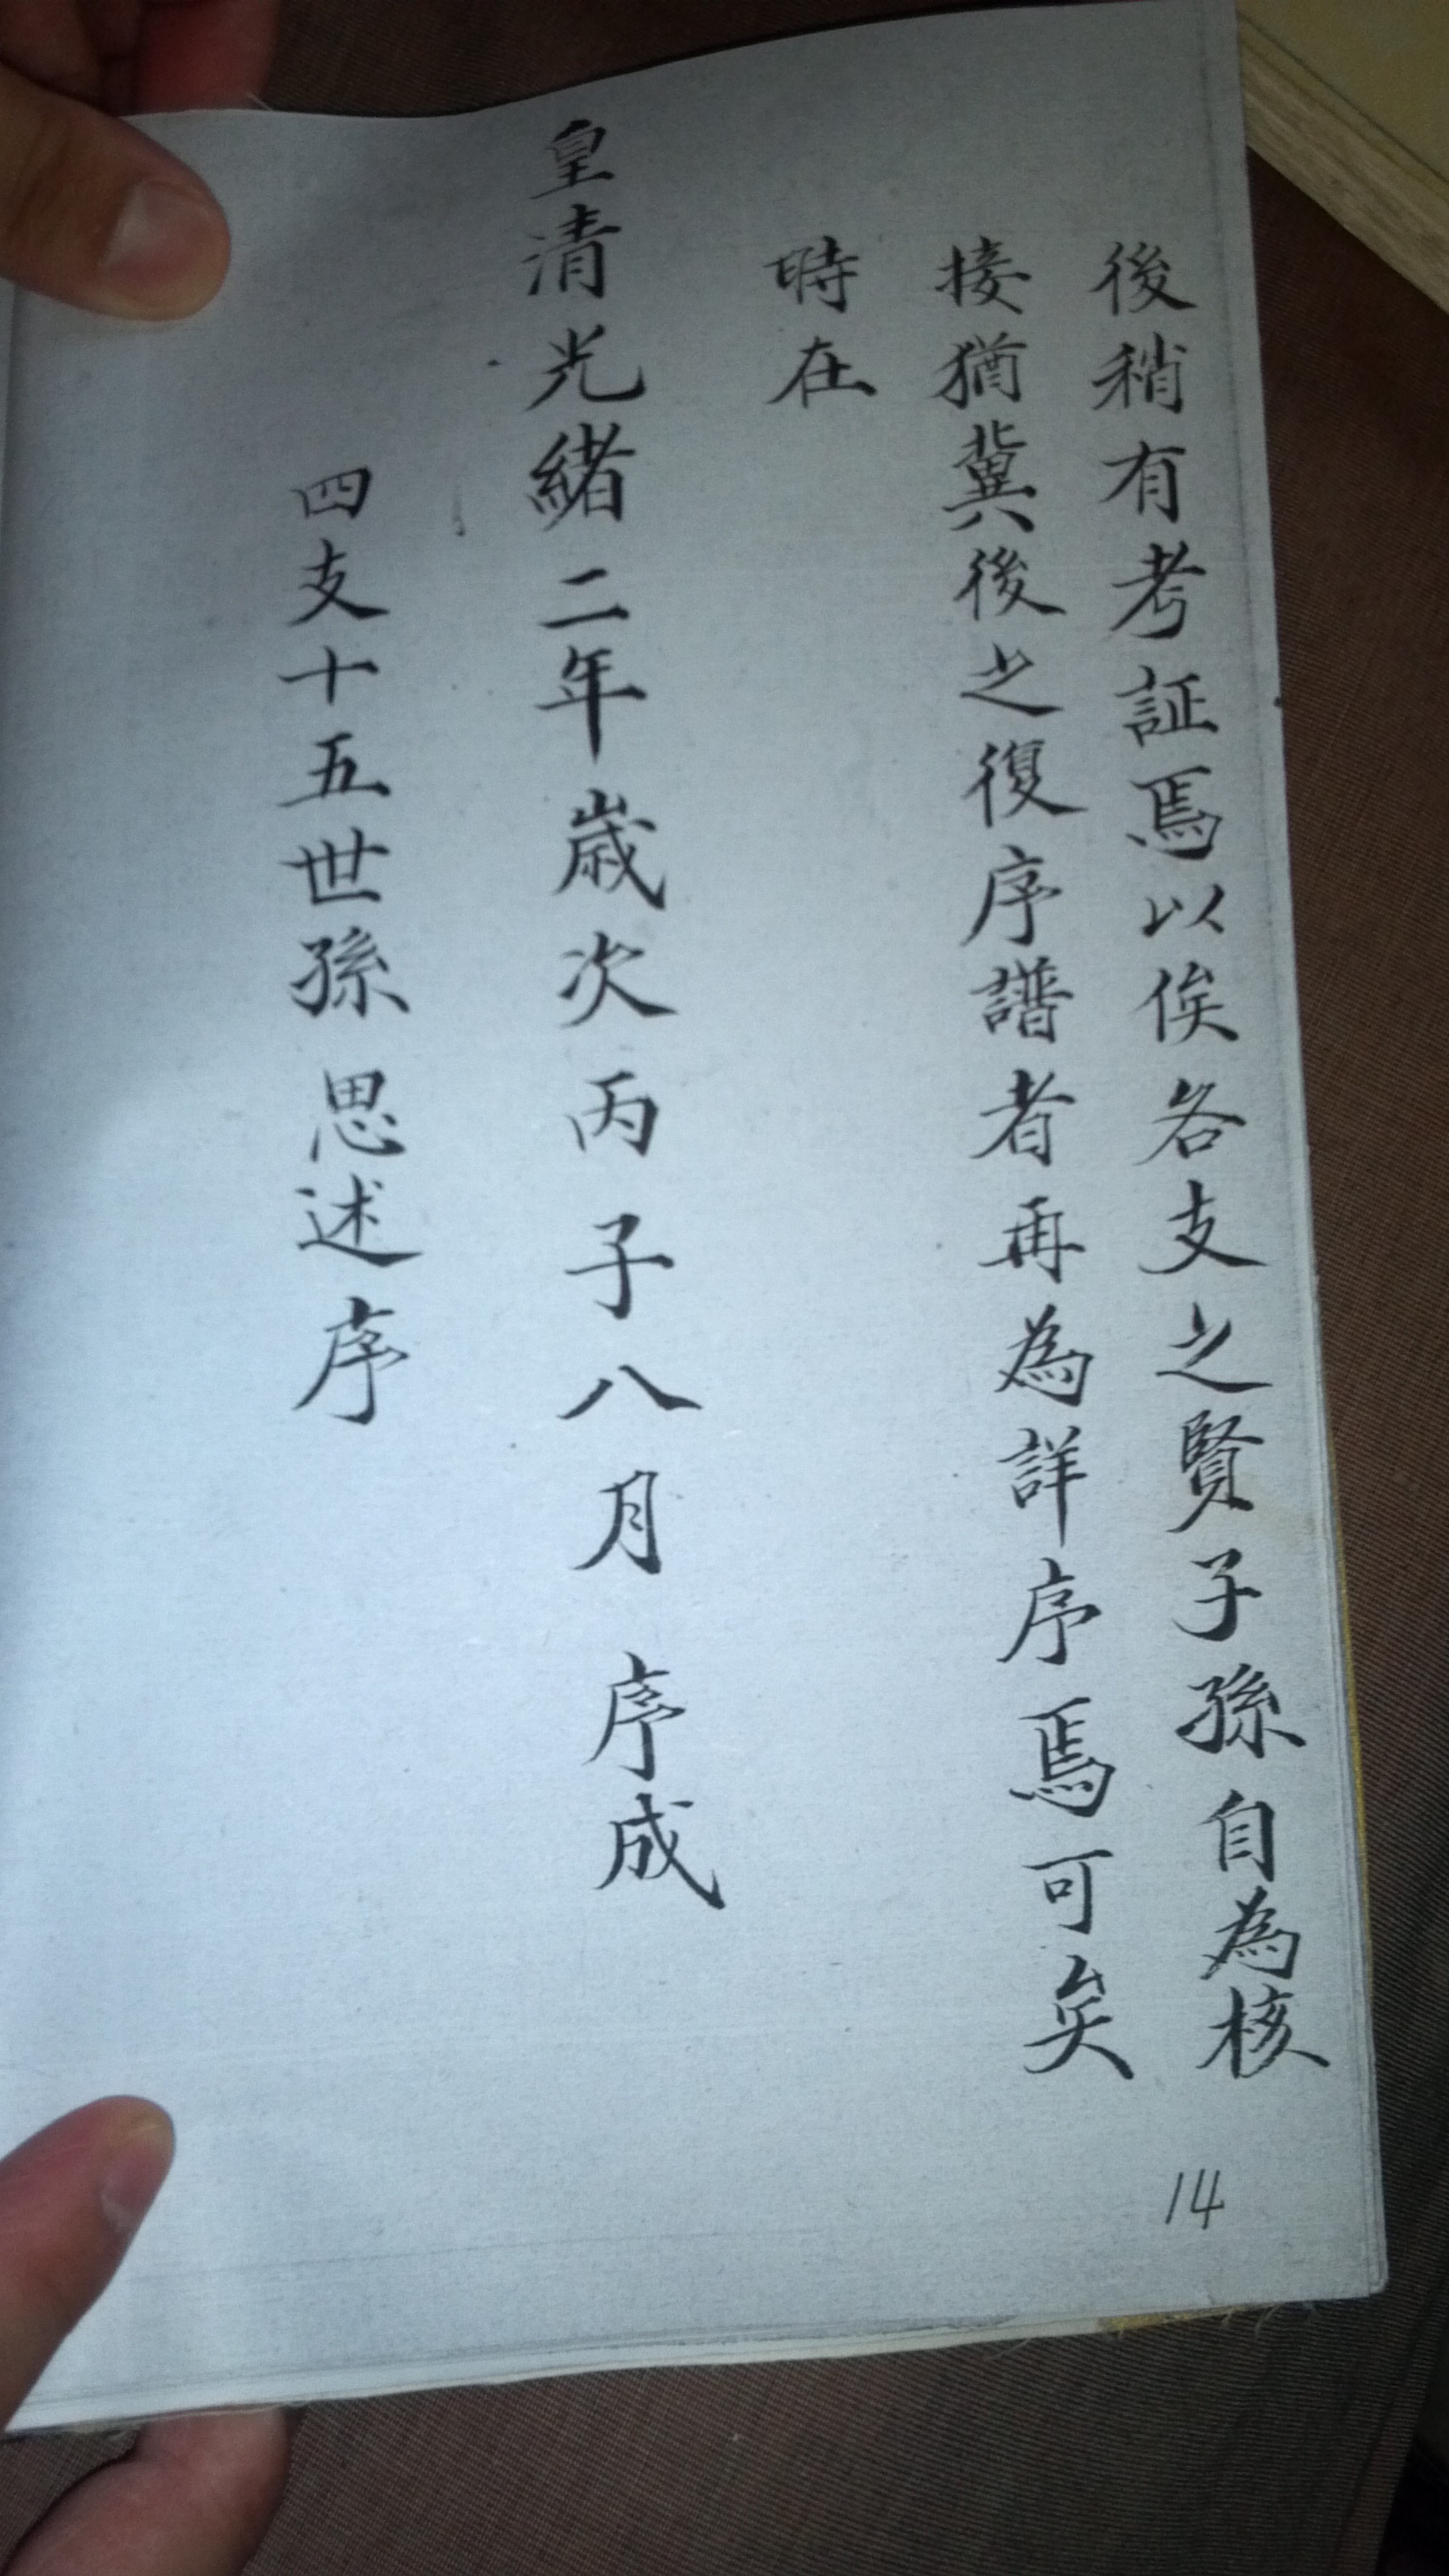 後稍有考証焉以俟各支之賢子孫自為核
接猶冀後之復序譜者再為詳序焉可矣
時在
皇清光緒二年歲次丙子八月 序成
四支十五世孫 思述序
14